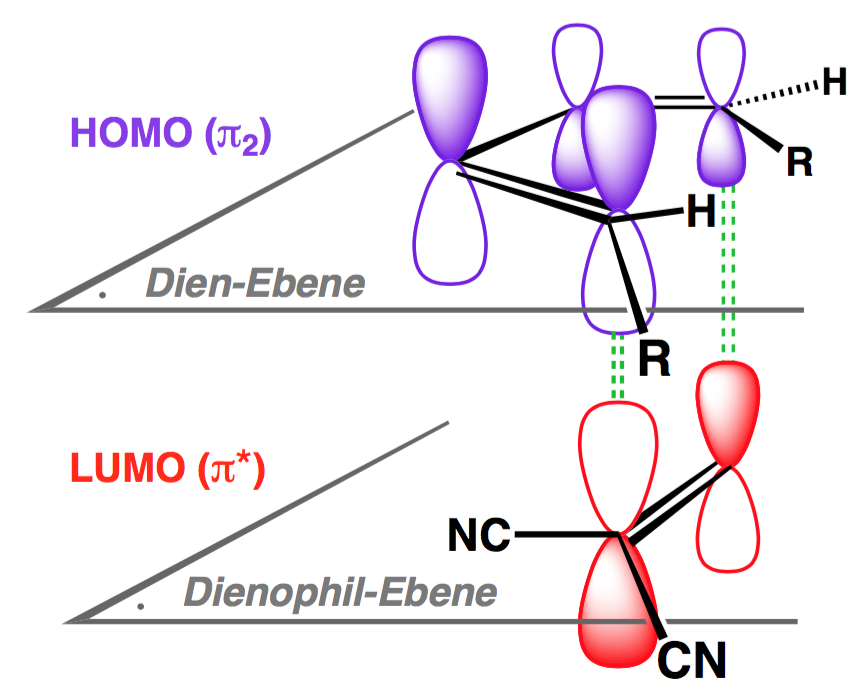 H
HOMO (π₂)
R
H
Dien-Ebene
R
LUMO (π*)
NC
Dienophil-Ebene
CN